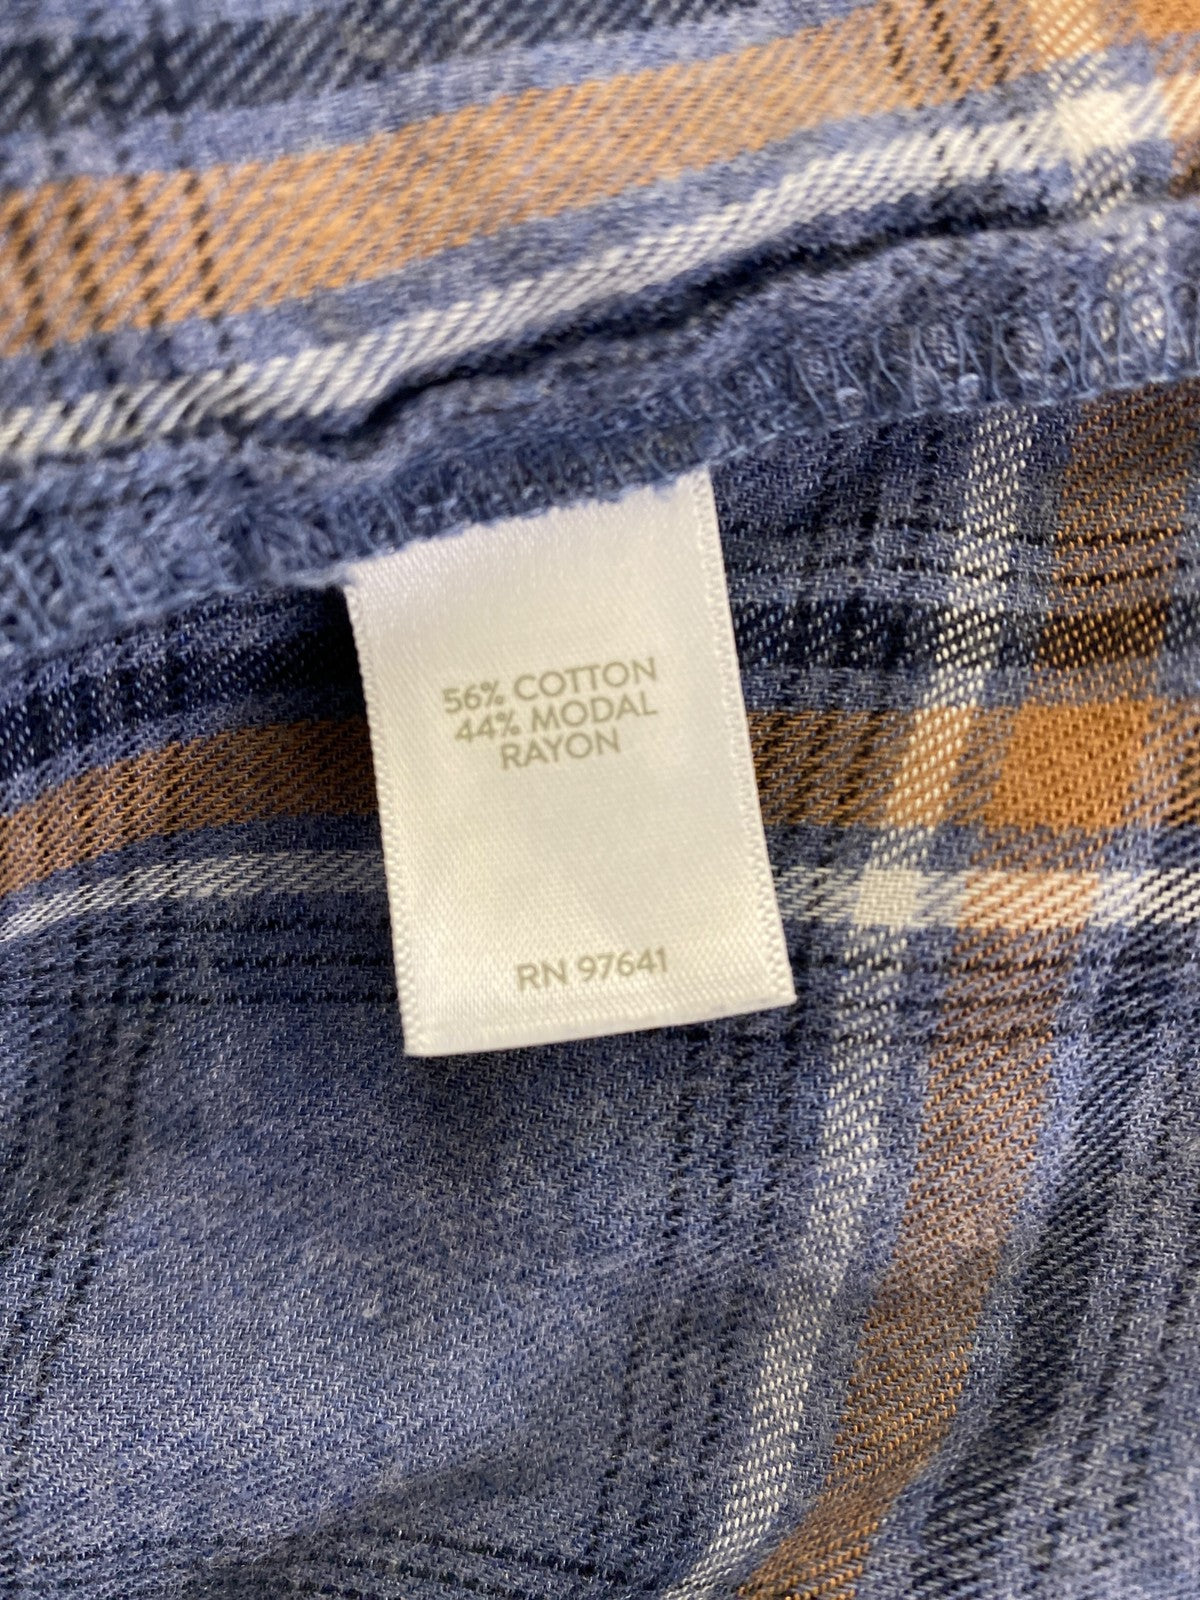 56% COTTON
44% MODAL
RAYON
RN 97641